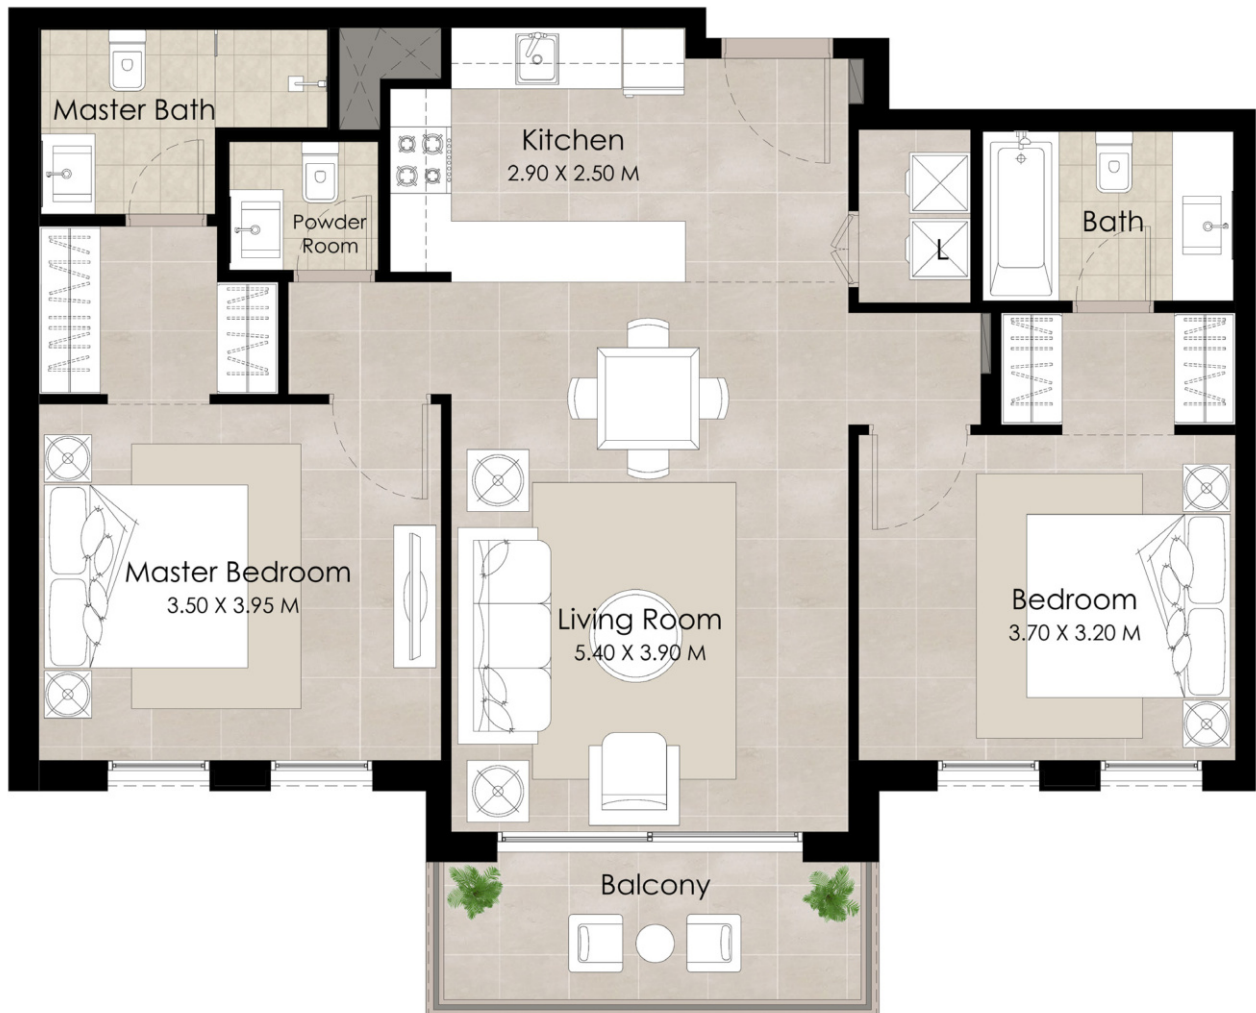 Master Bath
Kitchen
2.90 X 2.50 M
Powder
Room
Bath
L
Master Bedroom
3.50 X 3.95 M
Living Room
5.40 X 3.90 M
Bedroom
3.70 X 3.20 M
Balcony